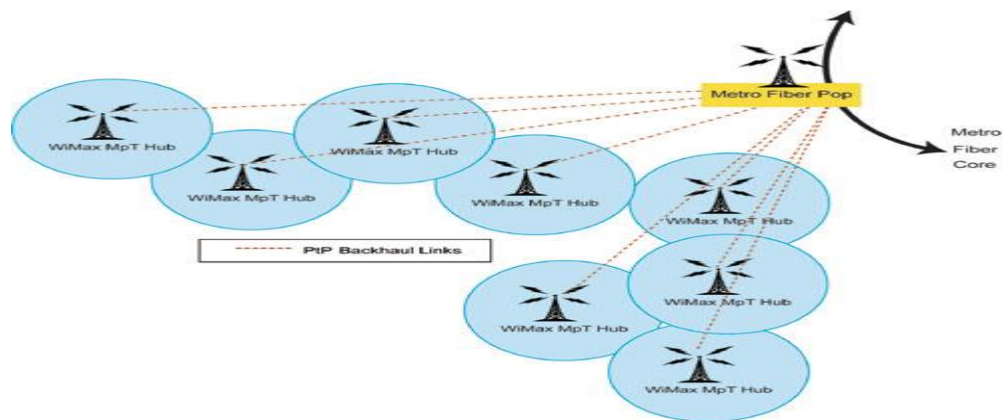 Metro Fiber Pop
Metro
Fiber
Core
WiMax MpT Hub
WiMax MpT Hub
WiMax MpT Hub
WiMax MpT Hub
WiMax MpT Hub
PtP Backhaul Links
WiMax MpT Hub
WiMax MpT Hub
WiMax MpT Hub